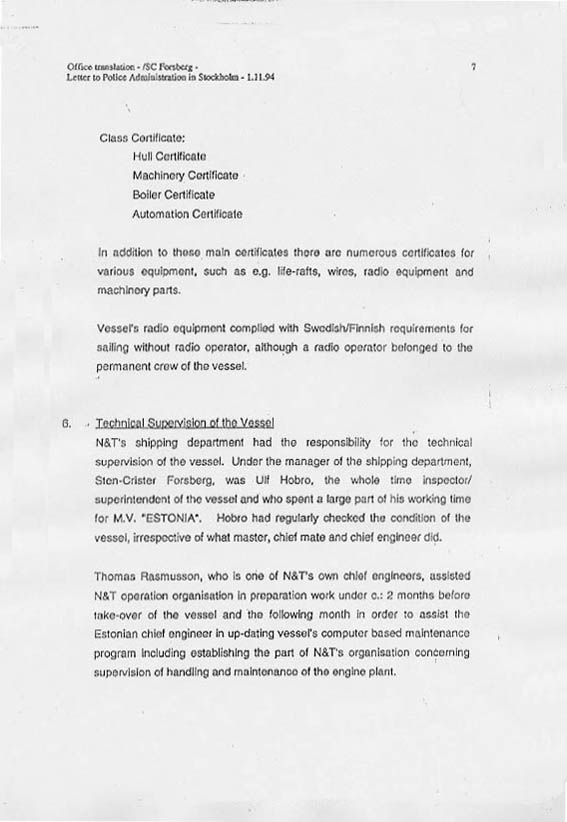 Office translation - /SC Forsberg -
Letter to Police Administration in Stockholm - 1.11.94
7
Class Certificate:
Hull Certificate
Machinery Certificate
Boiler Certificate
Automation Certificate
In addition to these main certificates there are numerous certificates for
various equipment, such as e.g. life-rafts, wires, radio equipment and
machinery parts.
Vessel's radio equipment complied with Swedish/Finnish requirements for
sailing without radio operator, although a radio operator belonged to the
permanent crew of the vessel.
6. Technical Supervision of the Vessel
N&T's shipping department had the responsibility for the technical
supervision of the vessel. Under the manager of the shipping department,
Sten-Crister Forsberg, was Ulf Hobro, the whole time inspector/
superintendent of the vessel and who spent a large part of his working time
for M.V. "ESTONIA". Hobro had regularly checked the condition of the
vessel, irrespective of what master, chief mate and chief engineer did.
Thomas Rasmusson, who is one of N&T's own chief engineers, assisted
N&T operation organisation in preparation work under c.: 2 months before
take-over of the vessel and the following month in order to assist the
Estonian chief engineer in up-dating vessel's computer based maintenance
program including establishing the part of N&T's organisation concerning
supervision of handling and maintenance of the engine plant.